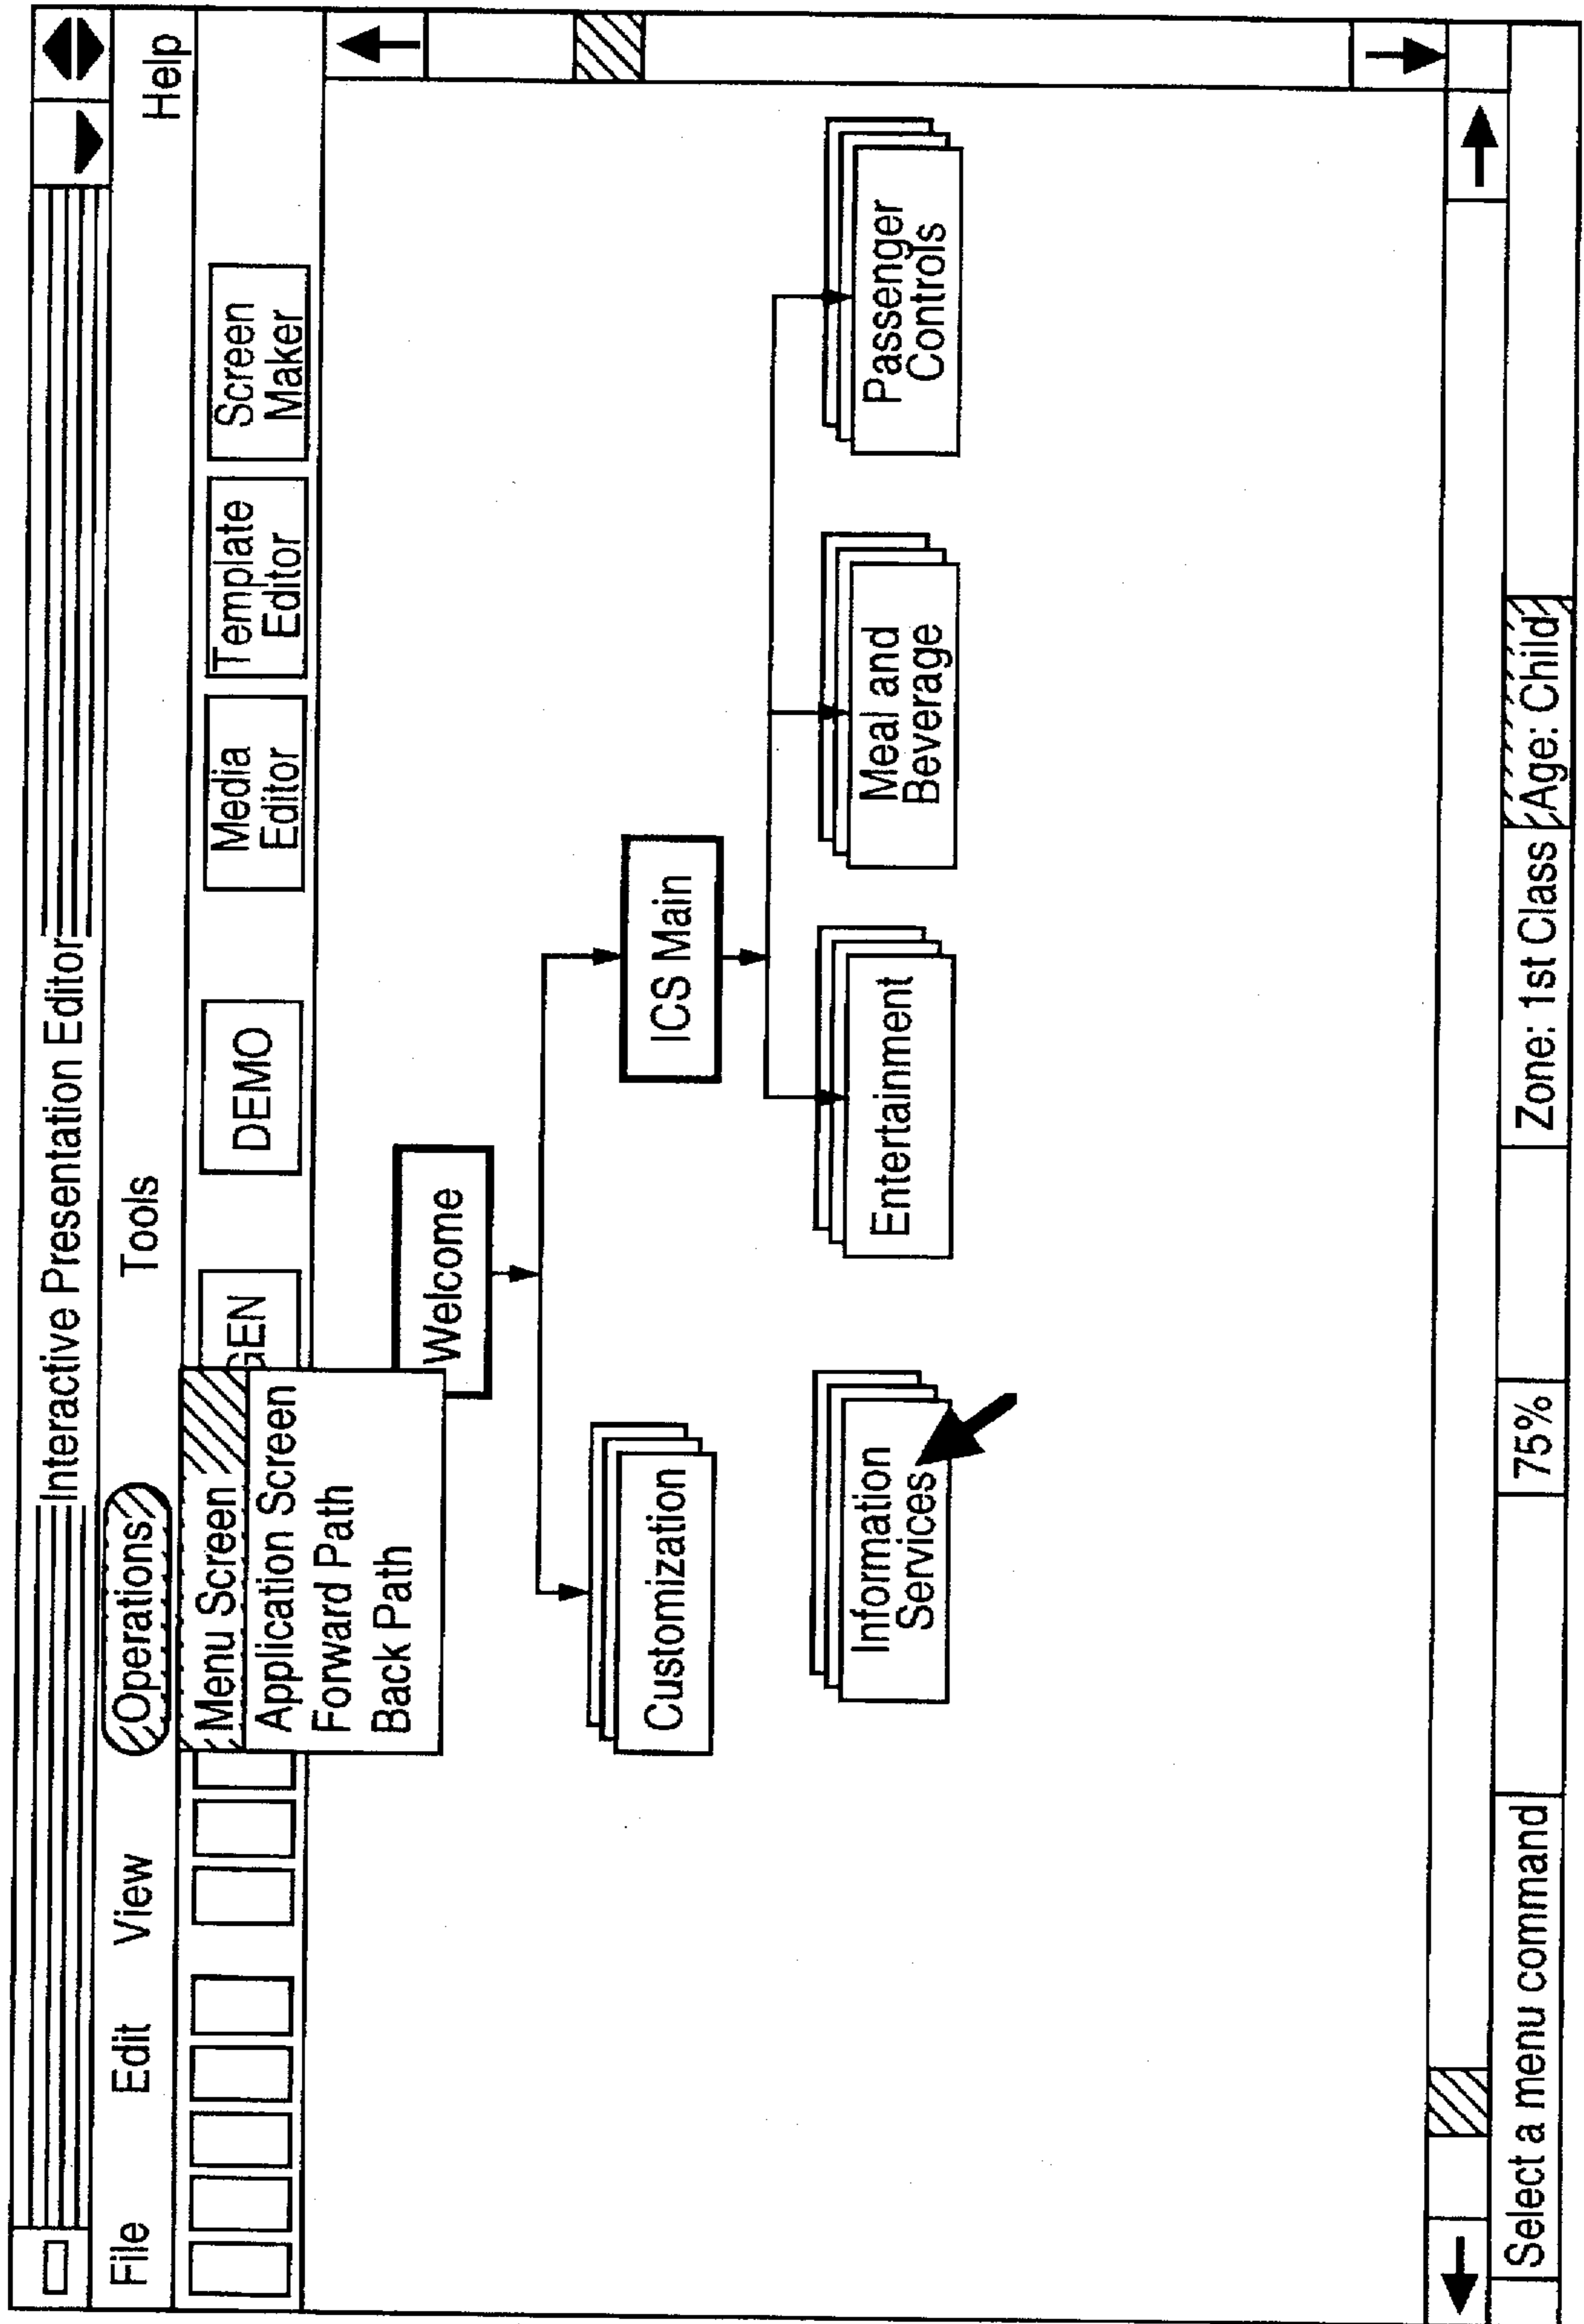 Interactive Presentation Editor
File Edit View Operations Tools Help
Menu Screen
Application Screen
Forward Path
Back Path
GEN
DEMO
Media
Editor
Template
Editor
Screen
Maker
Welcome
Customization
ICS Main
Information
Services
Entertainment
Meal and
Beverage
Passenger
Controls
Select a menu command
75%
Zone: 1st Class
Age: Child